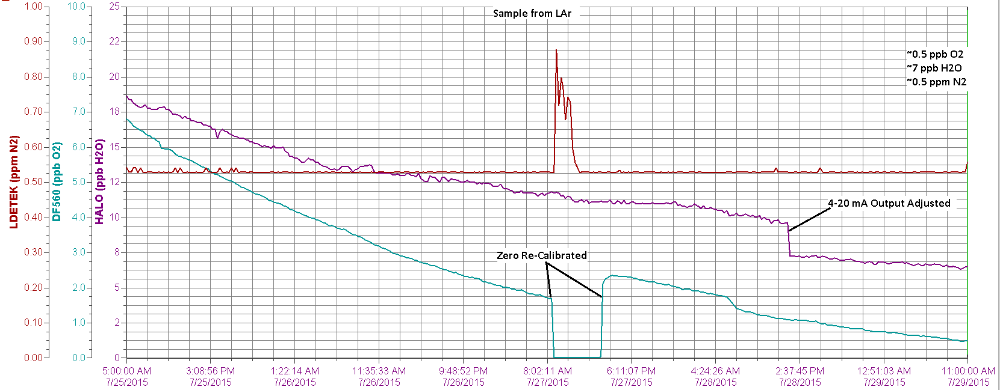 Sample from LAr
~0.5 ppb O2
~7 ppb H2O
~0.5 ppm N2
4-20 mA Output Adjusted
Zero Re-Calibrated
LDETEK (ppm N2)
1.00
0.90
0.80
0.70
0.60
0.50
0.40
0.30
0.20
0.10
0.00
DF560 (ppb O2)
10.0
9.0
8.0
7.0
6.0
5.0
4.0
3.0
2.0
1.0
0.0
HALO (ppb H2O)
25
22
20
18
15
12
10
8
5
2
0
5:00:00 AM
7/25/2015
3:08:56 PM
7/25/2015
1:22:14 AM
7/26/2015
11:35:33 AM
7/26/2015
9:48:52 PM
7/26/2015
8:02:11 AM
7/27/2015
6:11:07 PM
7/27/2015
4:24:26 AM
7/28/2015
2:37:45 PM
7/28/2015
12:51:03 AM
7/29/2015
11:00:00 AM
7/29/2015